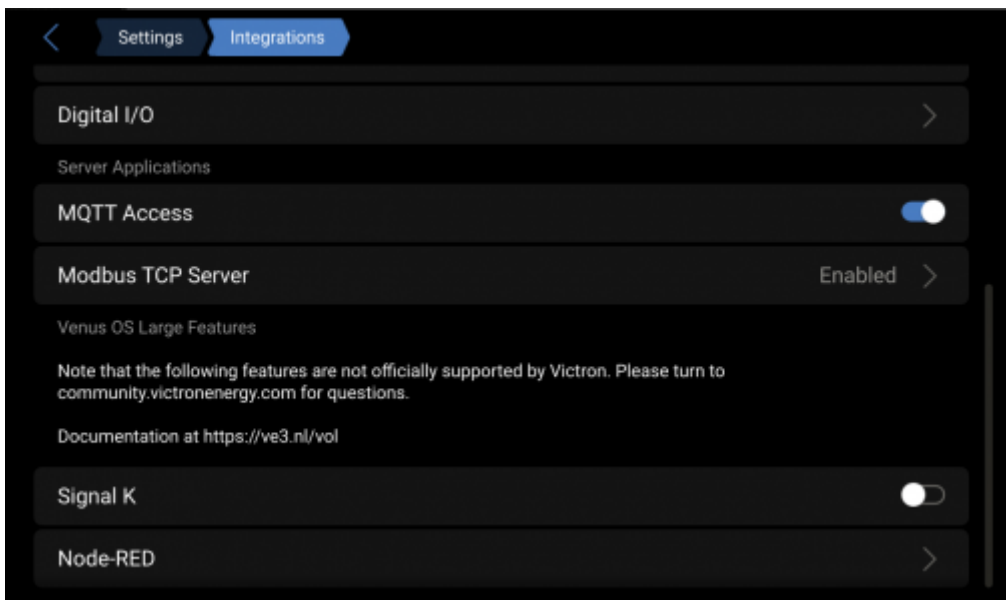 Settings
Integrations
Digital I/O
Server Applications
MQTT Access
Modbus TCP Server
Enabled
Venus OS Large Features
Note that the following features are not officially supported by Victron. Please turn to
community.victronenergy.com for questions.
Documentation at https://ve3.nl/vol
Signal K
Node-RED